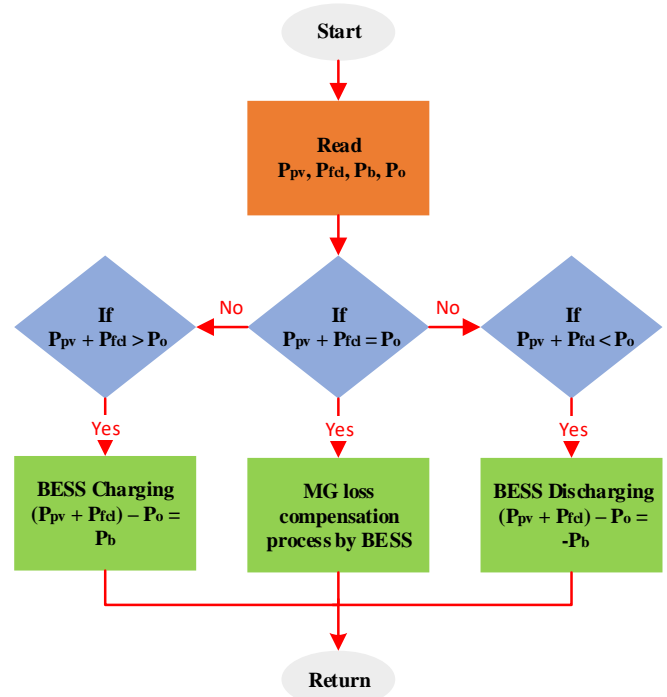 Start
Read
Ppv, Pfcl, Pb, Po
If
Ppv + Pfcl > Po
No
If
Ppv + Pfcl = Po
No
If
Ppv + Pfcl < Po
Yes
Yes
Yes
BESS Charging
(Ppv + Pfcl) – Po =
Pb
MG loss
compensation
process by BESS
BESS Discharging
(Ppv + Pfcl) – Po =
-Pb
Return